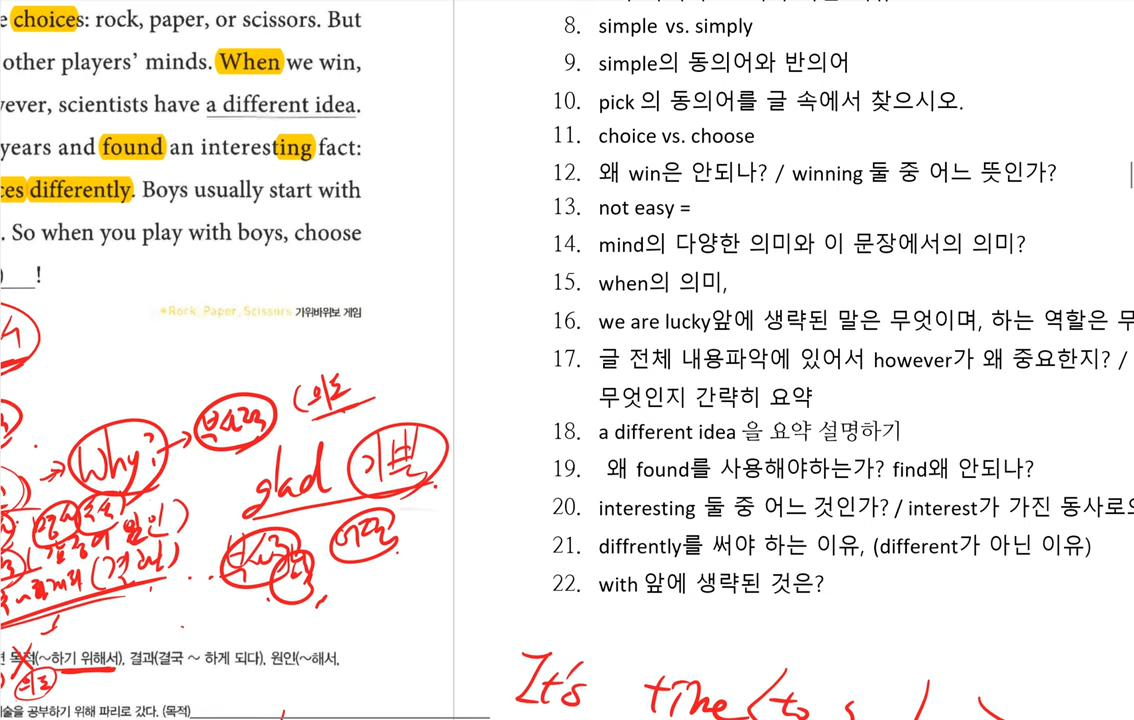 choices: rock, paper, or scissors. But
other players' minds. When we win,
scientists have a different idea.
years and found an interesting fact:
differently. Boys usually start with
. So when you play with boys, choose
) ___ !
*Rock, Paper, Scissors 가위바위보 게임
Why?
부사적
(의도
glad 기쁜
원인)
(결과)
부사적
목적(~하기 위해서), 결과(결국 ~ 하게 되다), 원인(~해서,
의도
공부하기 위해 파리로 갔다. (목적)
8. simple vs. simply
9. simple의 동의어와 반의어
10. pick 의 동의어를 글 속에서 찾으시오.
11. choice vs. choose
12. 왜 win은 안되나? / winning 둘 중 어느 뜻인가?
13. not easy =
14. mind의 다양한 의미와 이 문장에서의 의미?
15. when의 의미,
16. we are lucky앞에 생략된 말은 무엇이며, 하는 역할은
17. 글 전체 내용파악에 있어서 however가 왜 중요한지? /
무엇인지 간략히 요약
18. a different idea 을 요약 설명하기
19. 왜 found를 사용해야하는가? find왜 안되나?
20. interesting 둘 중 어느 것인가? / interest가 가진
21. diffrently를 써야 하는 이유, (different가 아닌 이유)
22. with 앞에 생략된 것은?
It's time (to